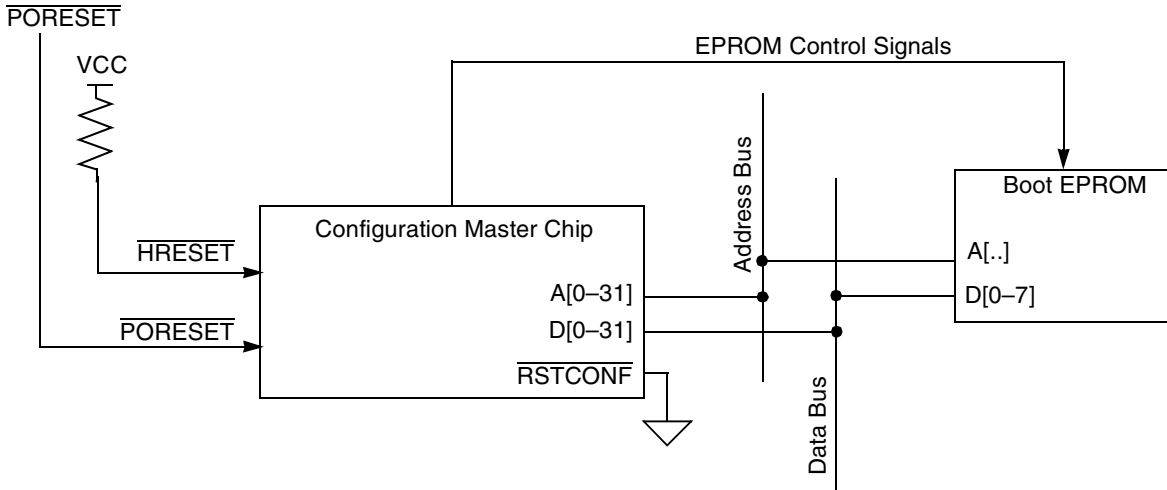 PORESET
VCC
EPROM Control Signals
Address Bus
Boot EPROM
Configuration Master Chip
HRESET
A[..]
A[0–31]
D[0–7]
PORESET
D[0–31]
RSTCONF
Data Bus